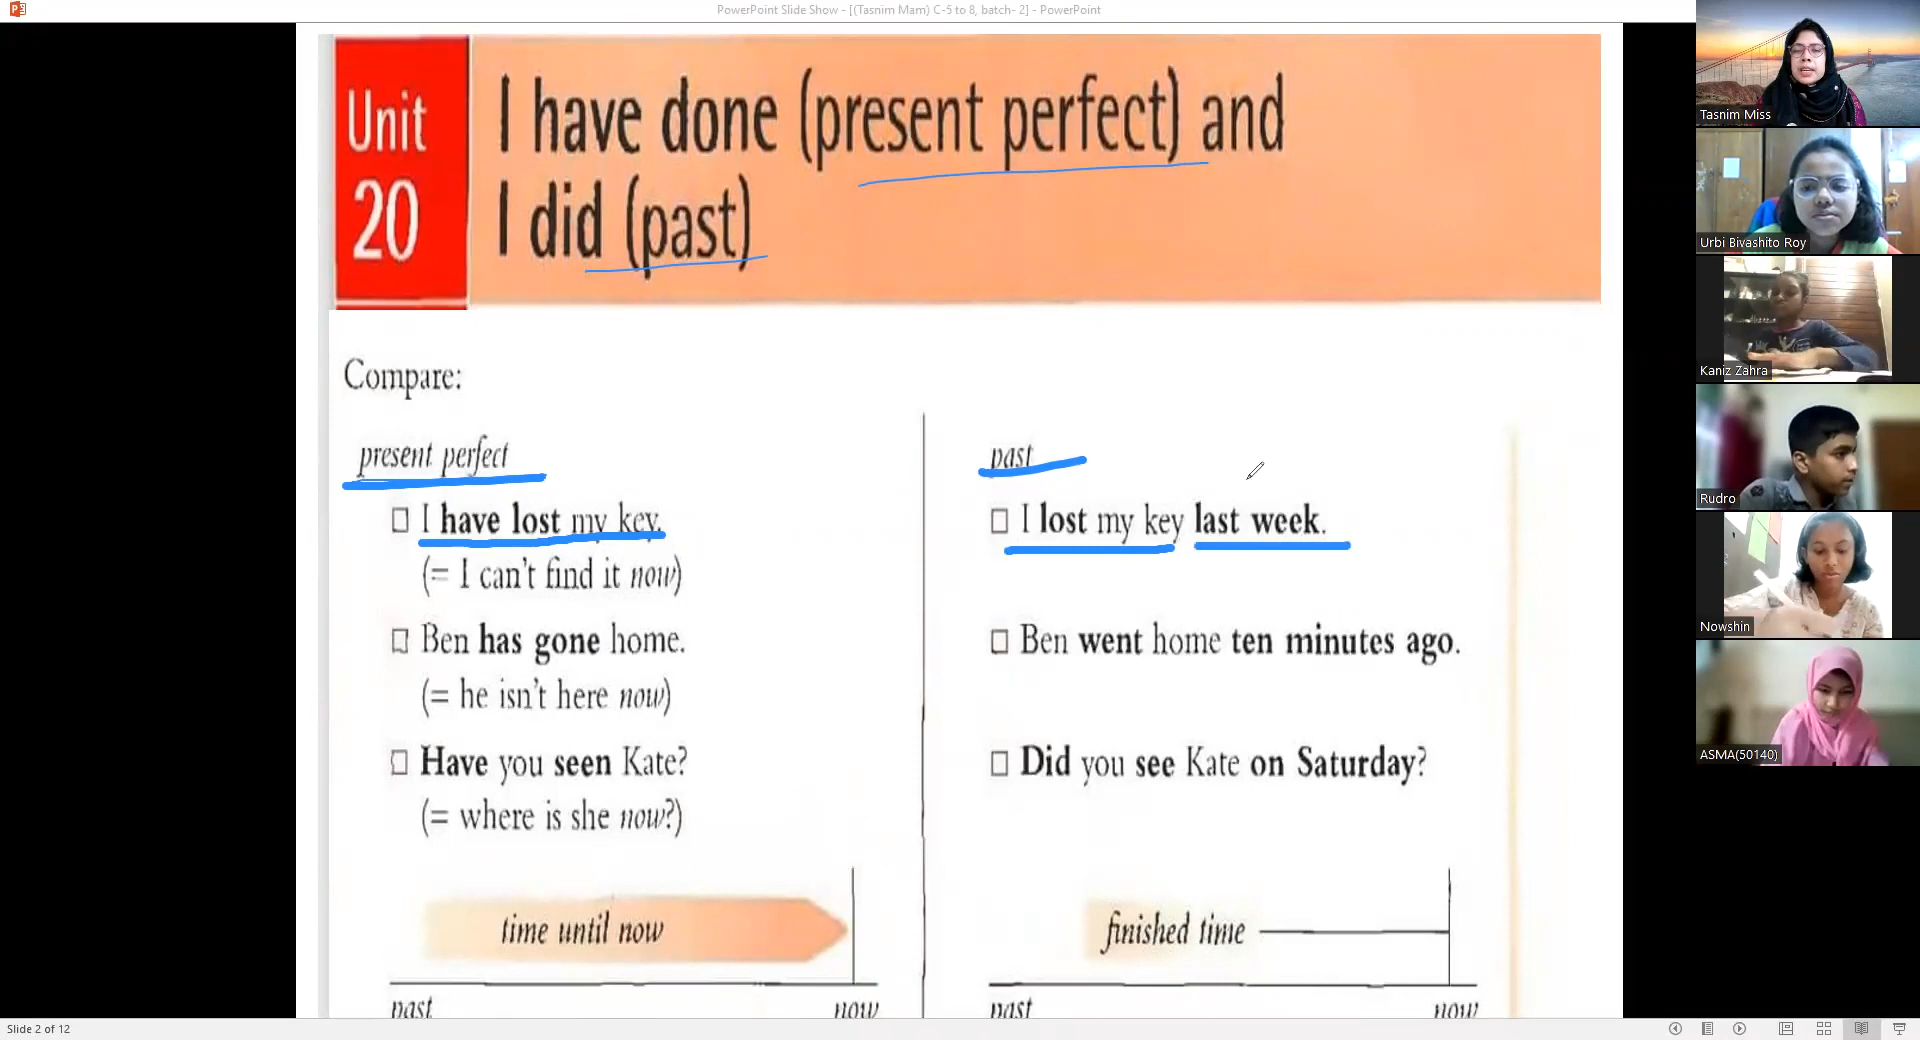 PowerPoint Slide Show - [(Tasnim Mam) C-5 to 8, batch- 2] - PowerPoint
Unit
20
I have done (present perfect) and
I did (past)
Compare:
present perfect
I have lost my key.
(= I can't find it now)
Ben has gone home.
(= he isn't here now)
Have you seen Kate?
(= where is she now?)
time until now
past now
past
I lost my key last week.
Ben went home ten minutes ago.
Did you see Kate on Saturday?
finished time
past now
Tasnim Miss
Urbi Bivashito Roy
Kaniz Zahra
Rudro
Nowshin
ASMA(50140)
Slide 2 of 12